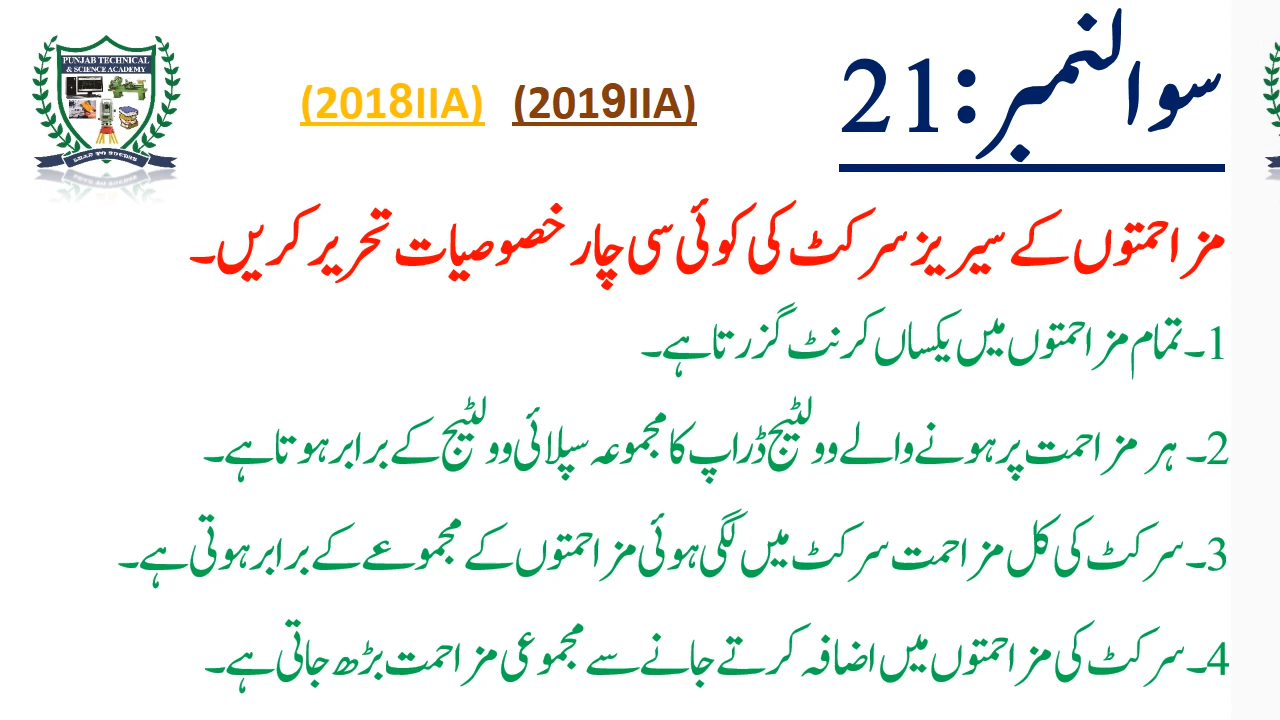 سوالنمبر:21
(2018IIA) (2019IIA)
PUNJAB TECHNICAL
& SCIENCE ACADEMY
LEAD TO SUCCESS
مزاحمتوں کے سیریز سرکٹ کی کوئی سی چار خصوصیات تحریر کریں۔
1۔تمام مزاحمتوں میں یکساں کرنٹ گزرتا ہے۔
2۔ ہر مزاحمت پر ہونے والے وولٹیج ڈراپ کا مجموعہ سپلائی وولٹیج کے برابر ہوتا ہے۔
3۔سرکٹ کی کل مزاحمت سرکٹ میں لگی ہوئی مزاحمتوں کے مجموعے کے برابر ہوتی ہے۔
4۔سرکٹ کی مزاحمتوں میں اضافہ کرتے جانے سے مجموعی مزاحمت بڑھ جاتی ہے۔